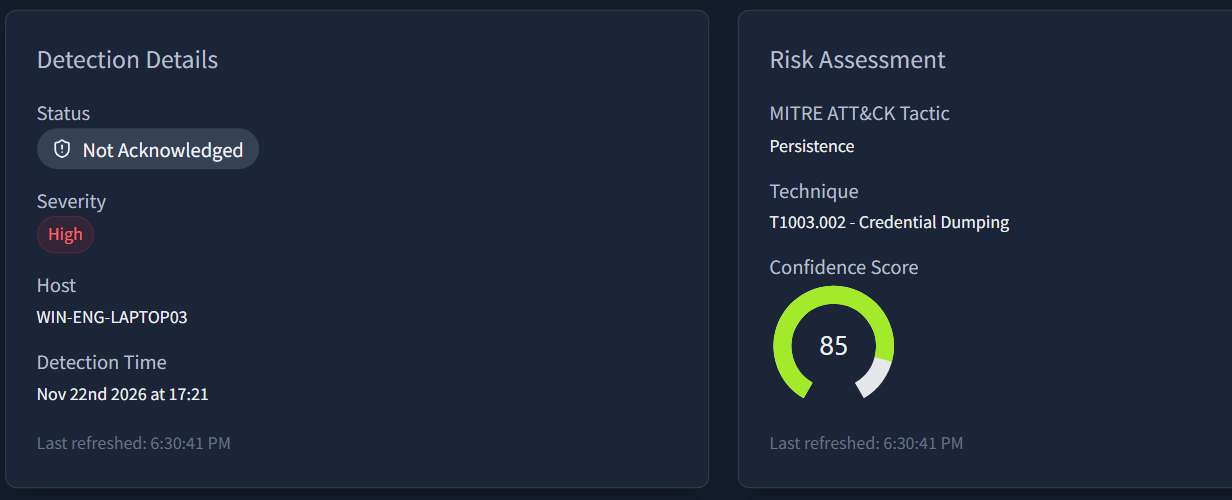 Detection Details
Status
Not Acknowledged
Severity
High
Host
WIN-ENG-LAPTOP03
Detection Time
Nov 22nd 2026 at 17:21
Last refreshed: 6:30:41 PM
Risk Assessment
MITRE ATT&CK Tactic
Persistence
Technique
T1003.002 - Credential Dumping
Confidence Score
85
Last refreshed: 6:30:41 PM